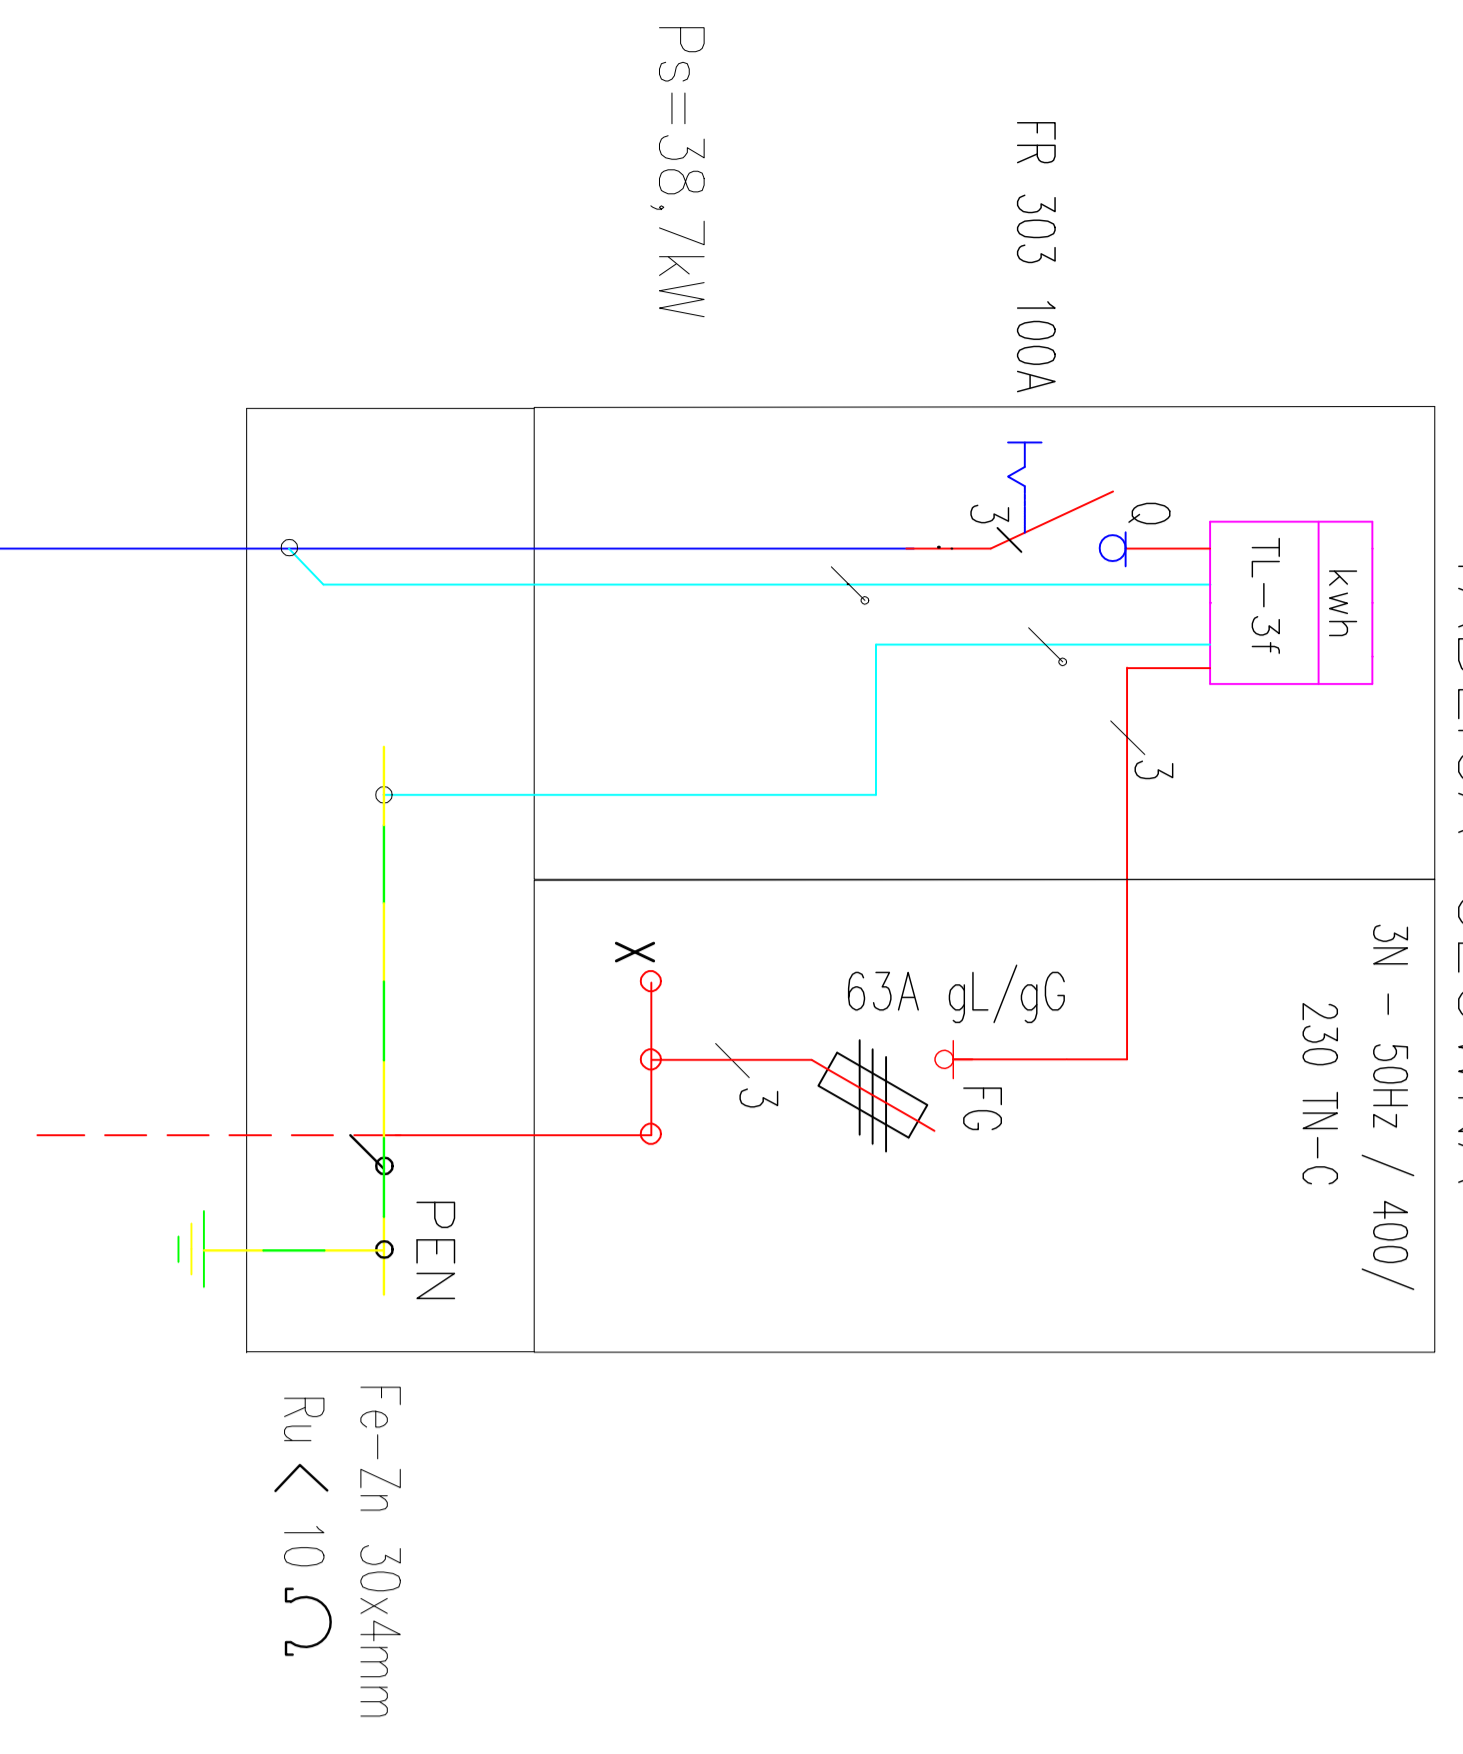 3N - 50Hz / 400/
230 TN-C
kwh
TL-3f
Q
3
FR 303 100A
3
63A gL/gG
FG
3
X
Ps=38,7kW
PEN
Fe-Zn 30x4mm
Ru < 10 Ω